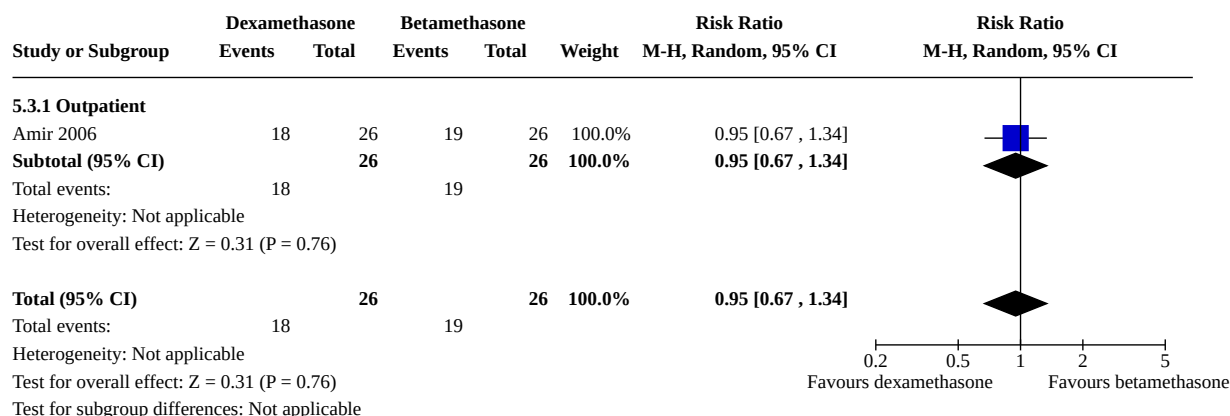 Dexamethasone Betamethasone Risk Ratio Risk Ratio
Study or Subgroup Events Total Events Total Weight M-H, Random, 95% CI M-H, Random, 95% CI
5.3.1 Outpatient
Amir 2006 18 26 19 26 100.0% 0.95 [0.67 , 1.34]
Subtotal (95% CI) 26 26 100.0% 0.95 [0.67 , 1.34]
Total events: 18 19
Heterogeneity: Not applicable
Test for overall effect: Z = 0.31 (P = 0.76)
Total (95% CI) 26 26 100.0% 0.95 [0.67 , 1.34]
Total events: 18 19
Heterogeneity: Not applicable
0.2 0.5 1 2 5
Test for overall effect: Z = 0.31 (P = 0.76) Favours dexamethasone Favours betamethasone
Test for subgroup differences: Not applicable